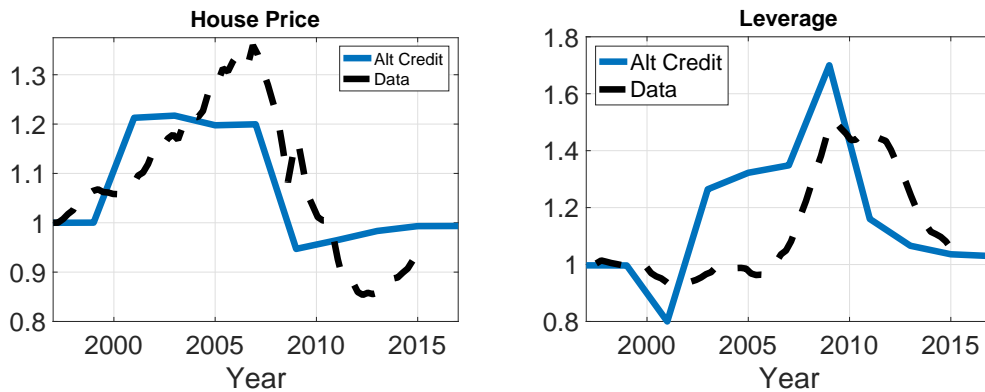 House Price
Alt Credit
Data
1.3
1.2
1.1
1
0.9
0.8
2000 2005 2010 2015
Year
Leverage
1.8
Alt Credit
Data
1.6
1.4
1.2
1
0.8
2000 2005 2010 2015
Year